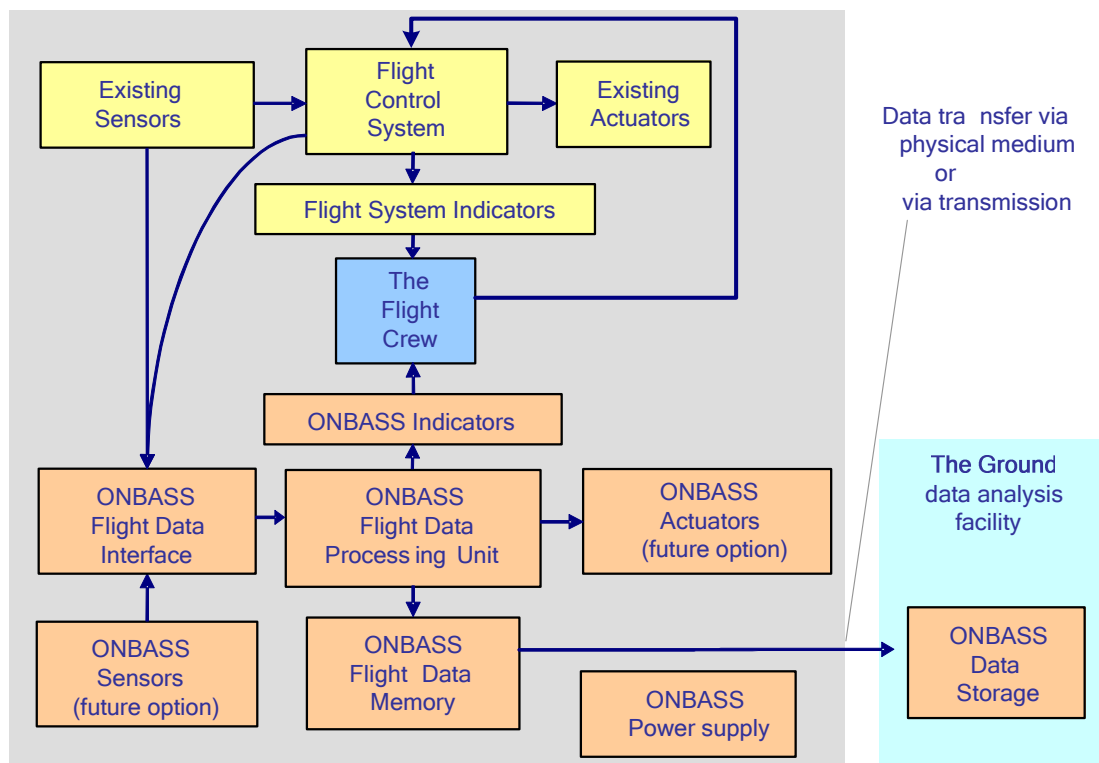 Existing
Sensors
Flight
Control
System
Existing
Actuators
Data tra nsfer via
physical medium
or
via transmission
Flight System Indicators
The
Flight
Crew
ONBASS Indicators
ONBASS
Flight Data
Interface
ONBASS
Flight Data
Process ing Unit
ONBASS
Actuators
(future option)
The Ground
data analysis
facility
ONBASS
Sensors
(future option)
ONBASS
Flight Data
Memory
ONBASS
Power supply
ONBASS
Data
Storage